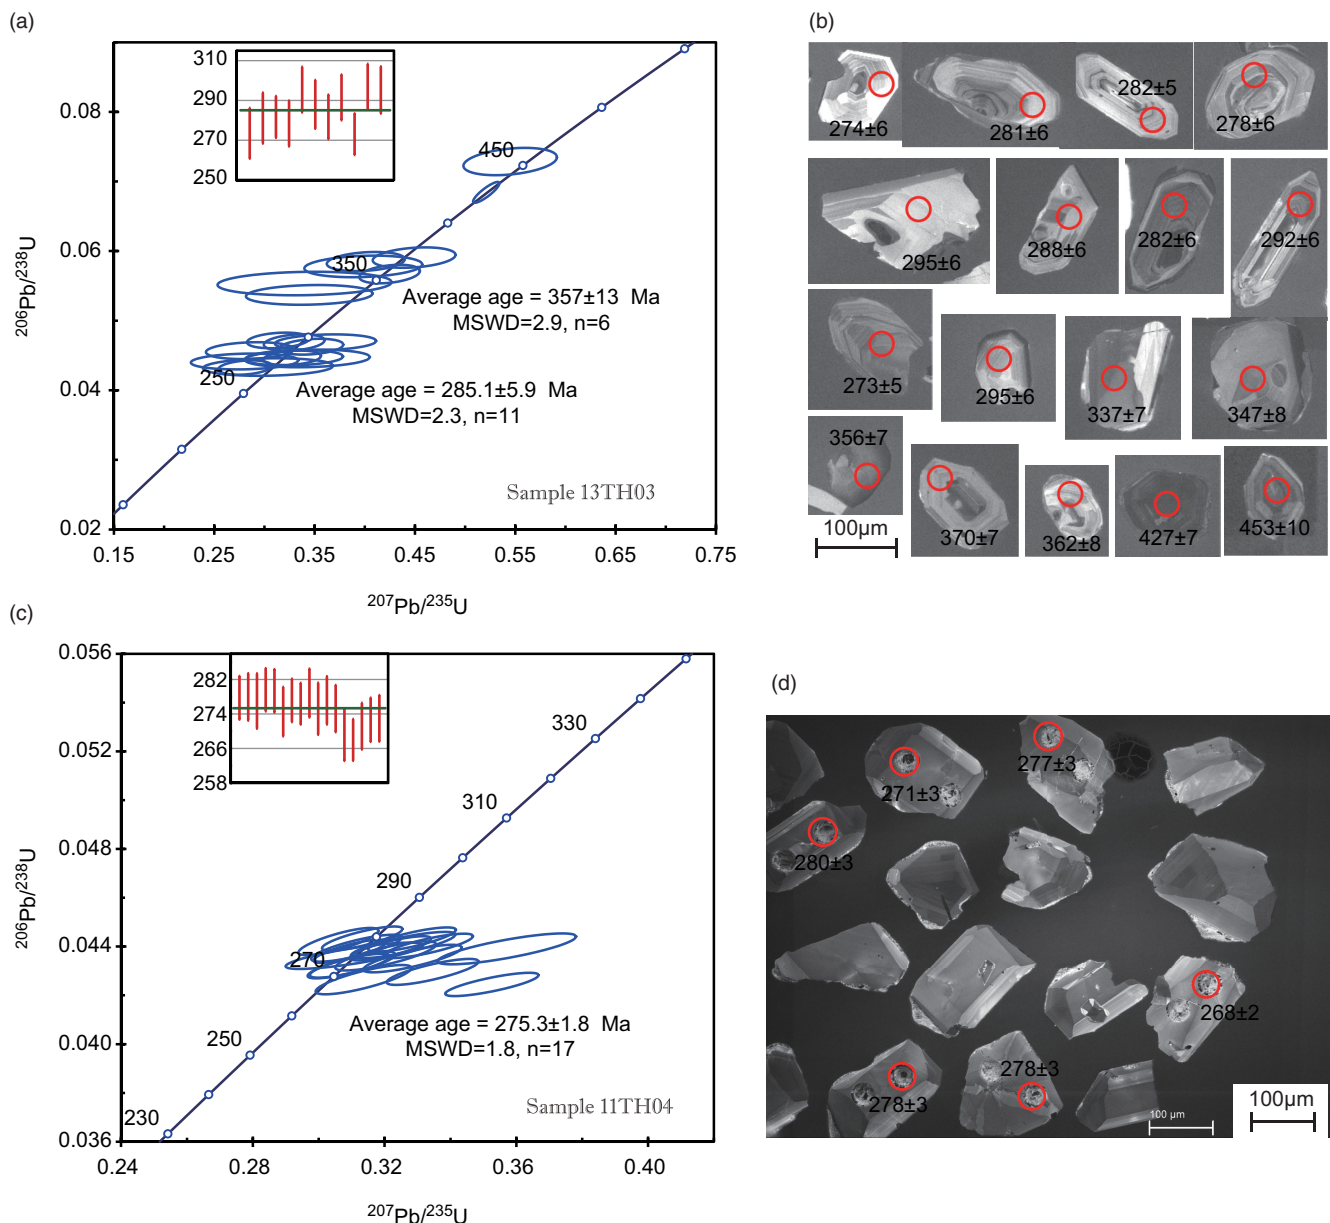 (a)
310
290
270
250
0.08
0.06
0.04
0.02
206Pb/238U
450
350
250
Average age = 357±13 Ma
MSWD=2.9, n=6
Average age = 285.1±5.9 Ma
MSWD=2.3, n=11
Sample 13TH03
0.15 0.25 0.35 0.45 0.55 0.65 0.75
207Pb/235U
(b)
274±6
281±6
282±5
278±6
295±6
288±6
282±6
292±6
273±5
295±6
337±7
347±8
356±7
370±7
362±8
427±7
453±10
100µm
(c)
0.056
0.052
0.048
0.044
0.040
0.036
206Pb/238U
282
274
266
258
330
310
290
270
250
230
Average age = 275.3±1.8 Ma
MSWD=1.8, n=17
Sample 11TH04
0.24 0.28 0.32 0.36 0.40
207Pb/235U
(d)
271±3
277±3
280±3
268±2
278±3
278±3
100 µm
100µm